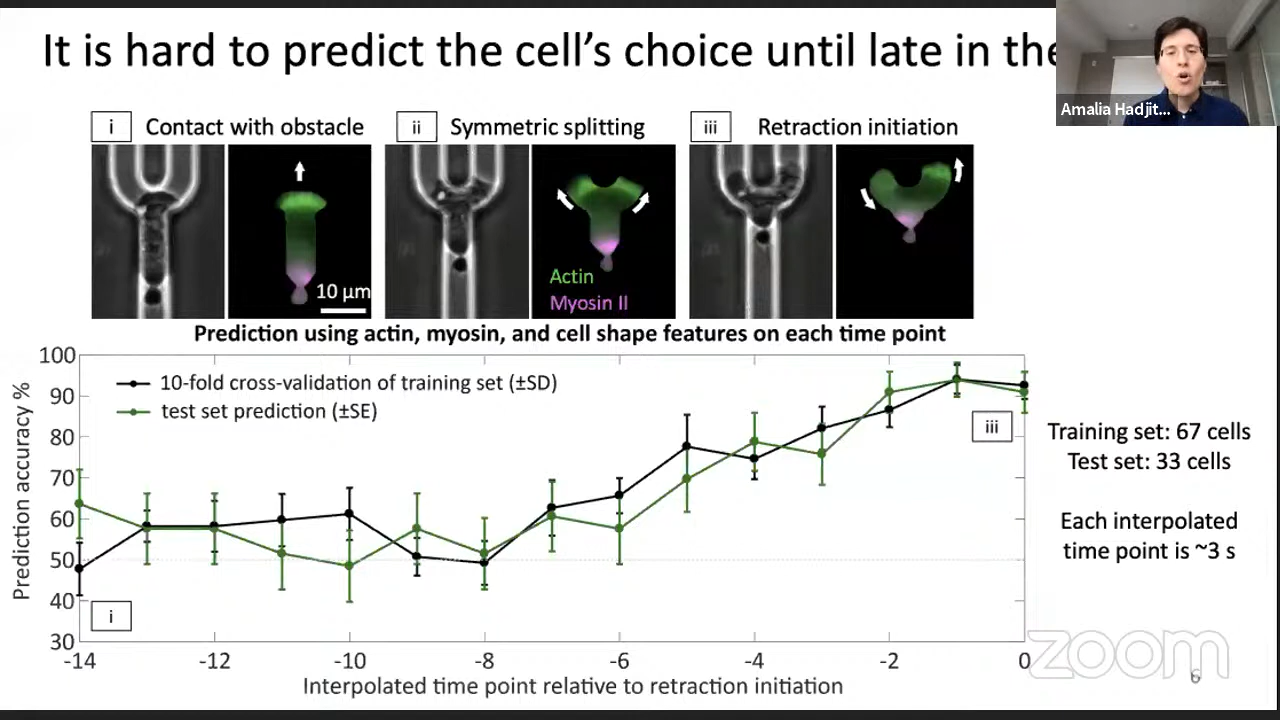 It is hard to predict the cell's choice until late in the
Amalia Hadjit...
i Contact with obstacle
ii Symmetric splitting
iii Retraction initiation
10 µm
Actin
Myosin II
Prediction using actin, myosin, and cell shape features on each time point
Prediction accuracy %
100
90
80
70
60
50
40
30
10-fold cross-validation of training set (±SD)
test set prediction (±SE)
iii
i
-14 -12 -10 -8 -6 -4 -2 0
Interpolated time point relative to retraction initiation
Training set: 67 cells
Test set: 33 cells
Each interpolated
time point is ~3 s
zoom
6